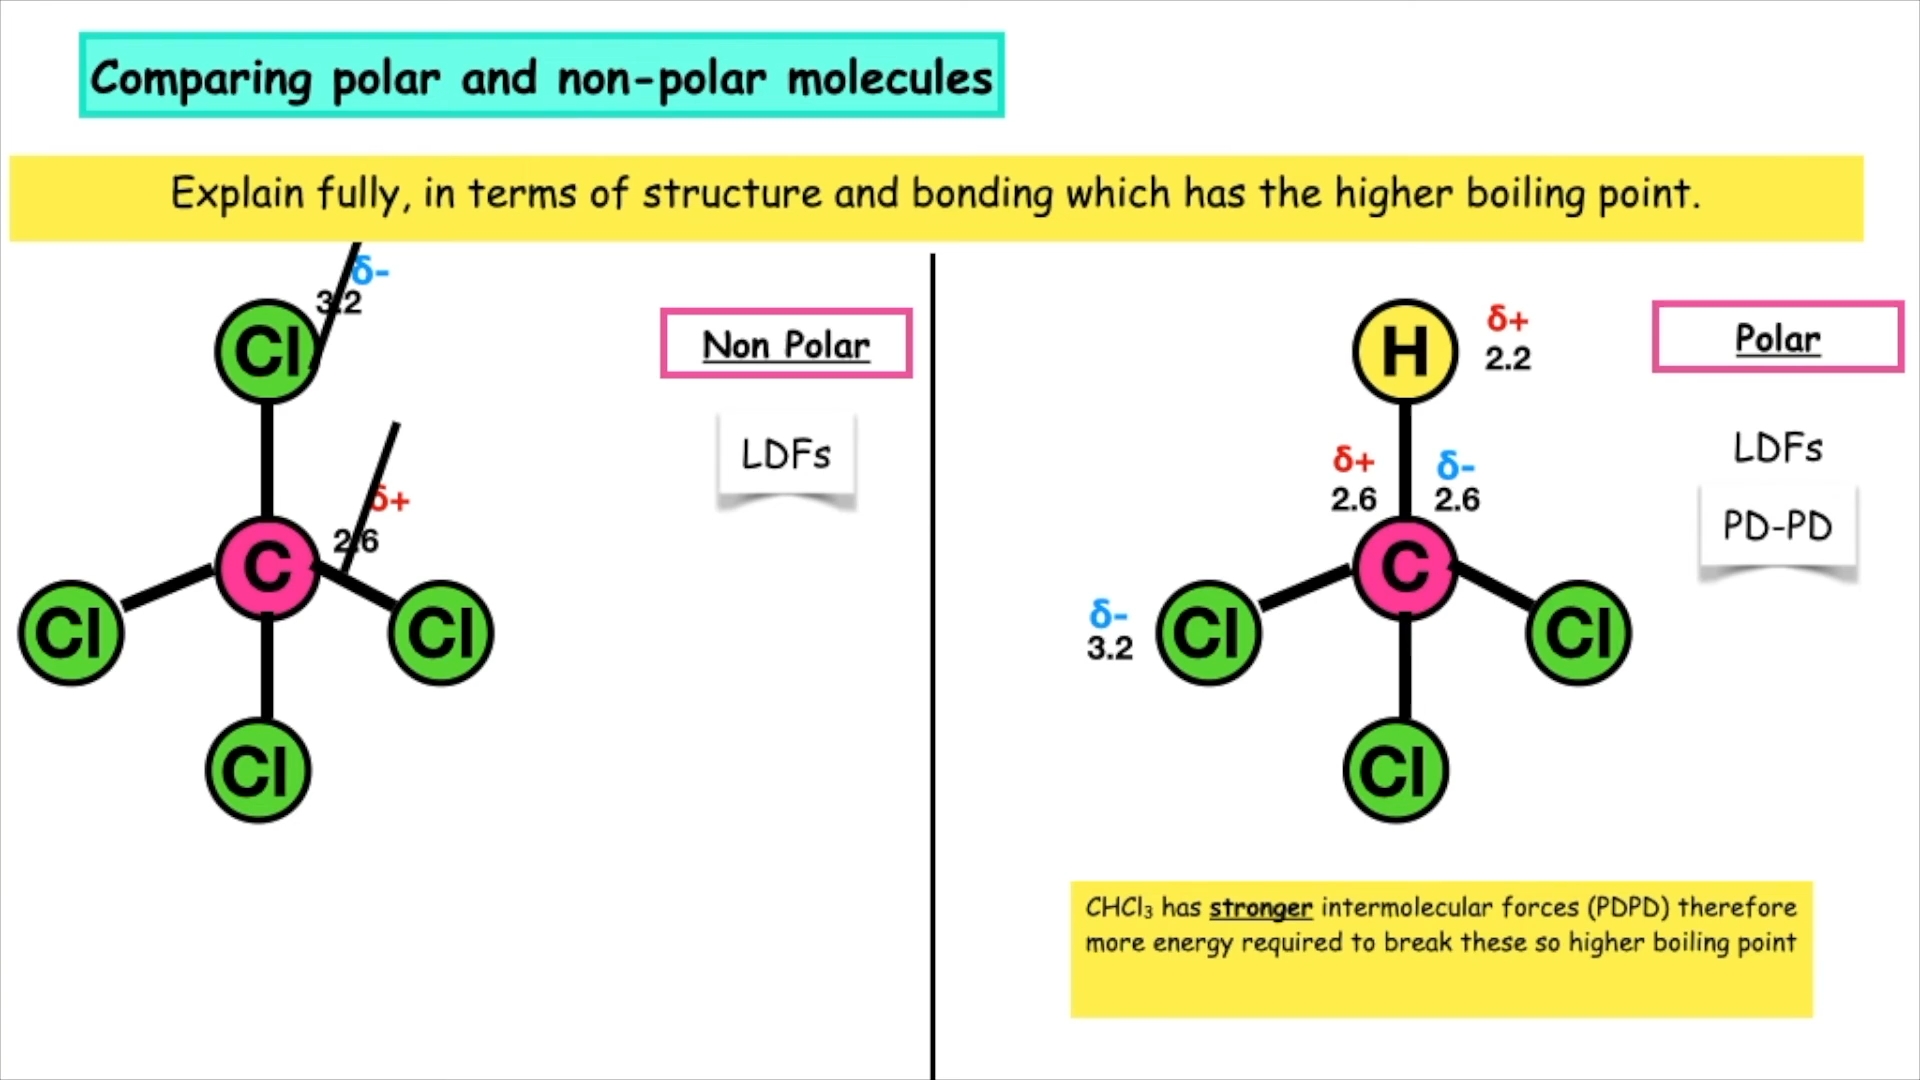 Comparing polar and non-polar molecules
Explain fully, in terms of structure and bonding which has the higher boiling point.
δ-
3.2
Cl
Non Polar
LDFs
δ+
2.6
C
Cl
Cl
Cl
H
δ+
2.2
Polar
LDFs
PD-PD
δ+
2.6
δ-
2.6
C
δ-
3.2
Cl
Cl
Cl
CHCl₃ has stronger intermolecular forces (PDPD) therefore
more energy required to break these so higher boiling point